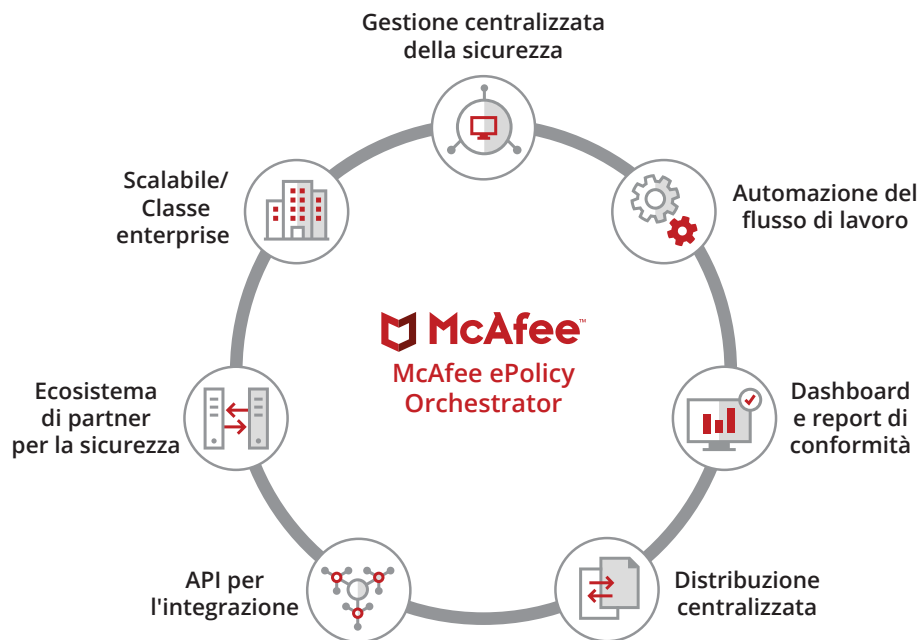 Gestione centralizzata
della sicurezza
Automazione del
flusso di lavoro
Dashboard
e report di
conformità
Distribuzione
centralizzata
API per
l'integrazione
Ecosistema
di partner
per la sicurezza
Scalabile/
Classe
enterprise
McAfee™
McAfee ePolicy
Orchestrator